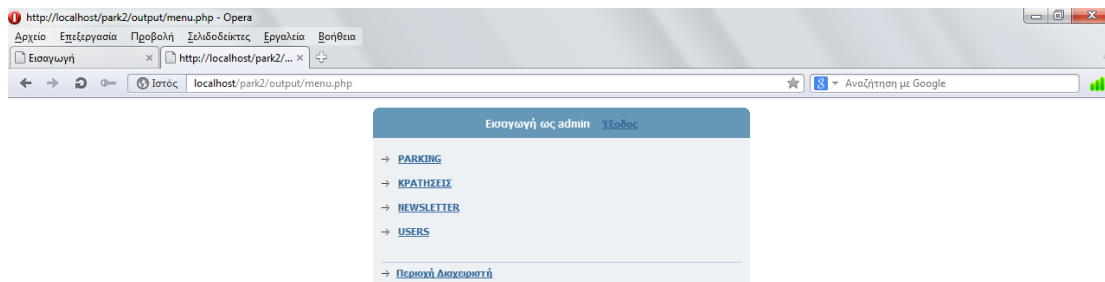 http://localhost/park2/output/menu.php - Opera
Αρχείο Επεξεργασία Προβολή Σελιδοδείκτες Εργαλεία Βοήθεια
Εισαγωγή http://localhost/park2/...
Ιστός localhost/park2/output/menu.php 8 Αναζήτηση με Google
Εισαγωγή ως admin Έξοδος
PARKING
ΚΡΑΤΗΣΕΙΣ
NEWSLETTER
USERS
Περιοχή Διαχειριστή